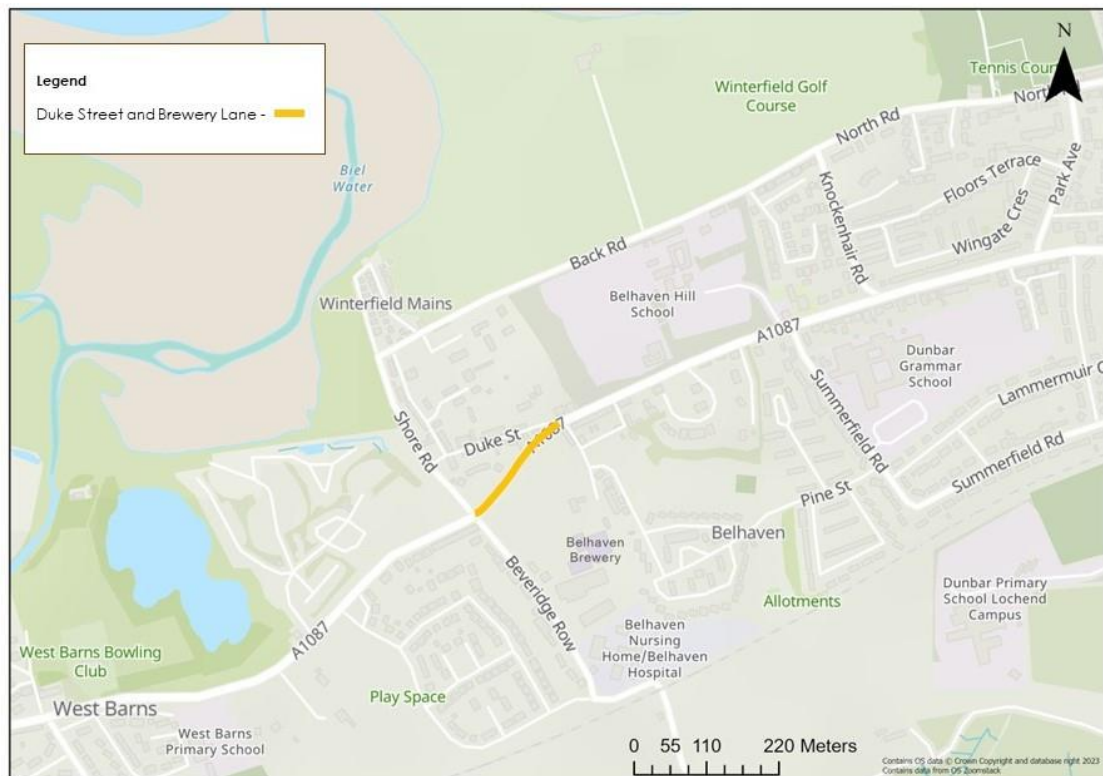 Legend
Duke Street and Brewery Lane -
N
Tennis Cour
Winterfield Golf
Course
North Rd
North Rd
Biel
Water
Floors Terrace
Park Ave
Knockenhair Rd
Wingate Cres
Back Rd
Winterfield Mains
Belhaven Hill
School
A1087
Dunbar
Grammar
School
Lammermuir C
Shore Rd
Duke St
A1087
Summerfield Rd
Summerfield Rd
Pine St
Belhaven
Belhaven
Brewery
Beveridge Row
Allotments
Dunbar Primary
School Lochend
Campus
Belhaven
Nursing
Home/Belhaven
Hospital
A1087
West Barns Bowling
Club
Play Space
West Barns
West Barns
Primary School
0 55 110 220 Meters
Contains OS data © Crown Copyright and database right 2023
Contains data from OS Zoomstack